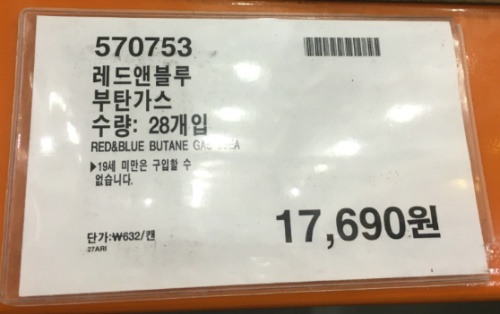 570753
레드앤블루
부탄가스
수량: 28개입
RED&BLUE BUTANE GAS
▶19세 미만은 구입할 수
없습니다.
단가:₩632/캔
17,690원
27ARI